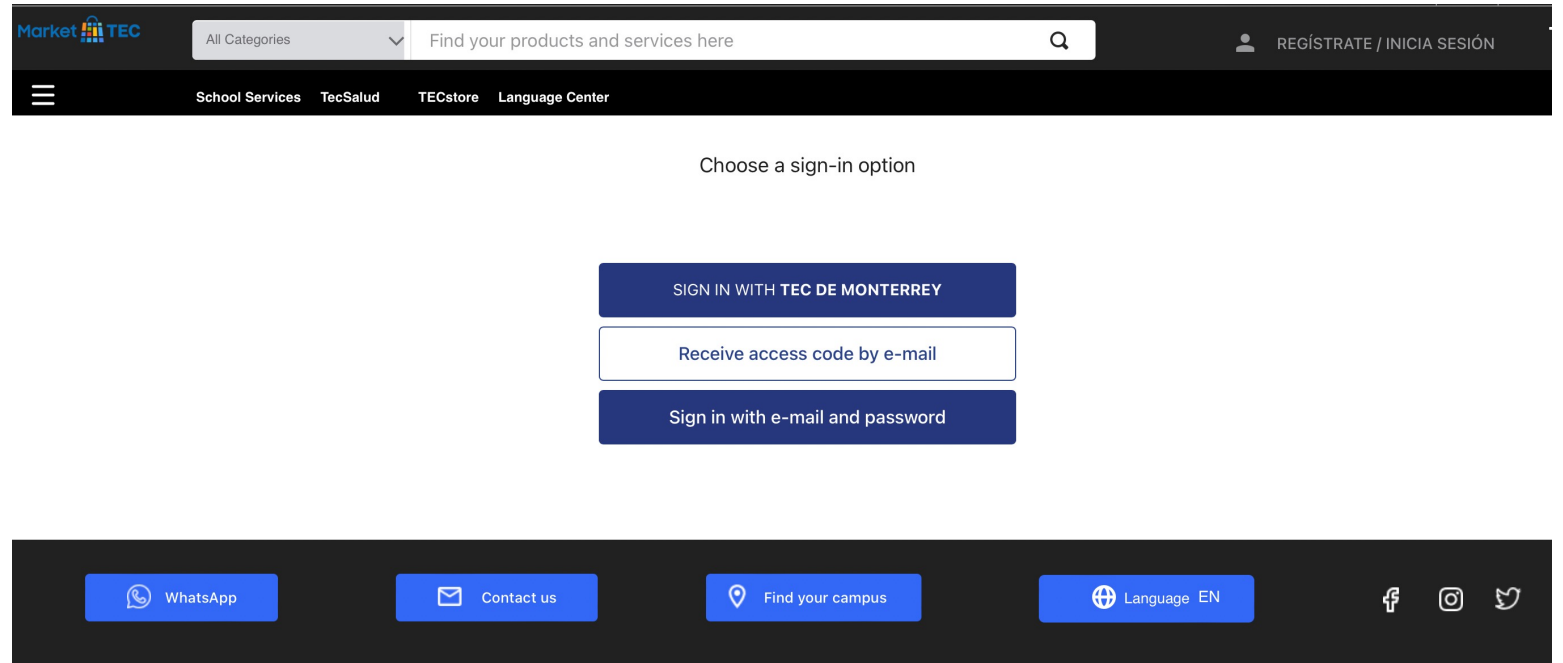 Market TEC
All Categories
Find your products and services here
REGÍSTRATE / INICIA SESIÓN
School Services TecSalud TECstore Language Center
Choose a sign-in option
SIGN IN WITH TEC DE MONTERREY
Receive access code by e-mail
Sign in with e-mail and password
WhatsApp
Contact us
Find your campus
Language EN